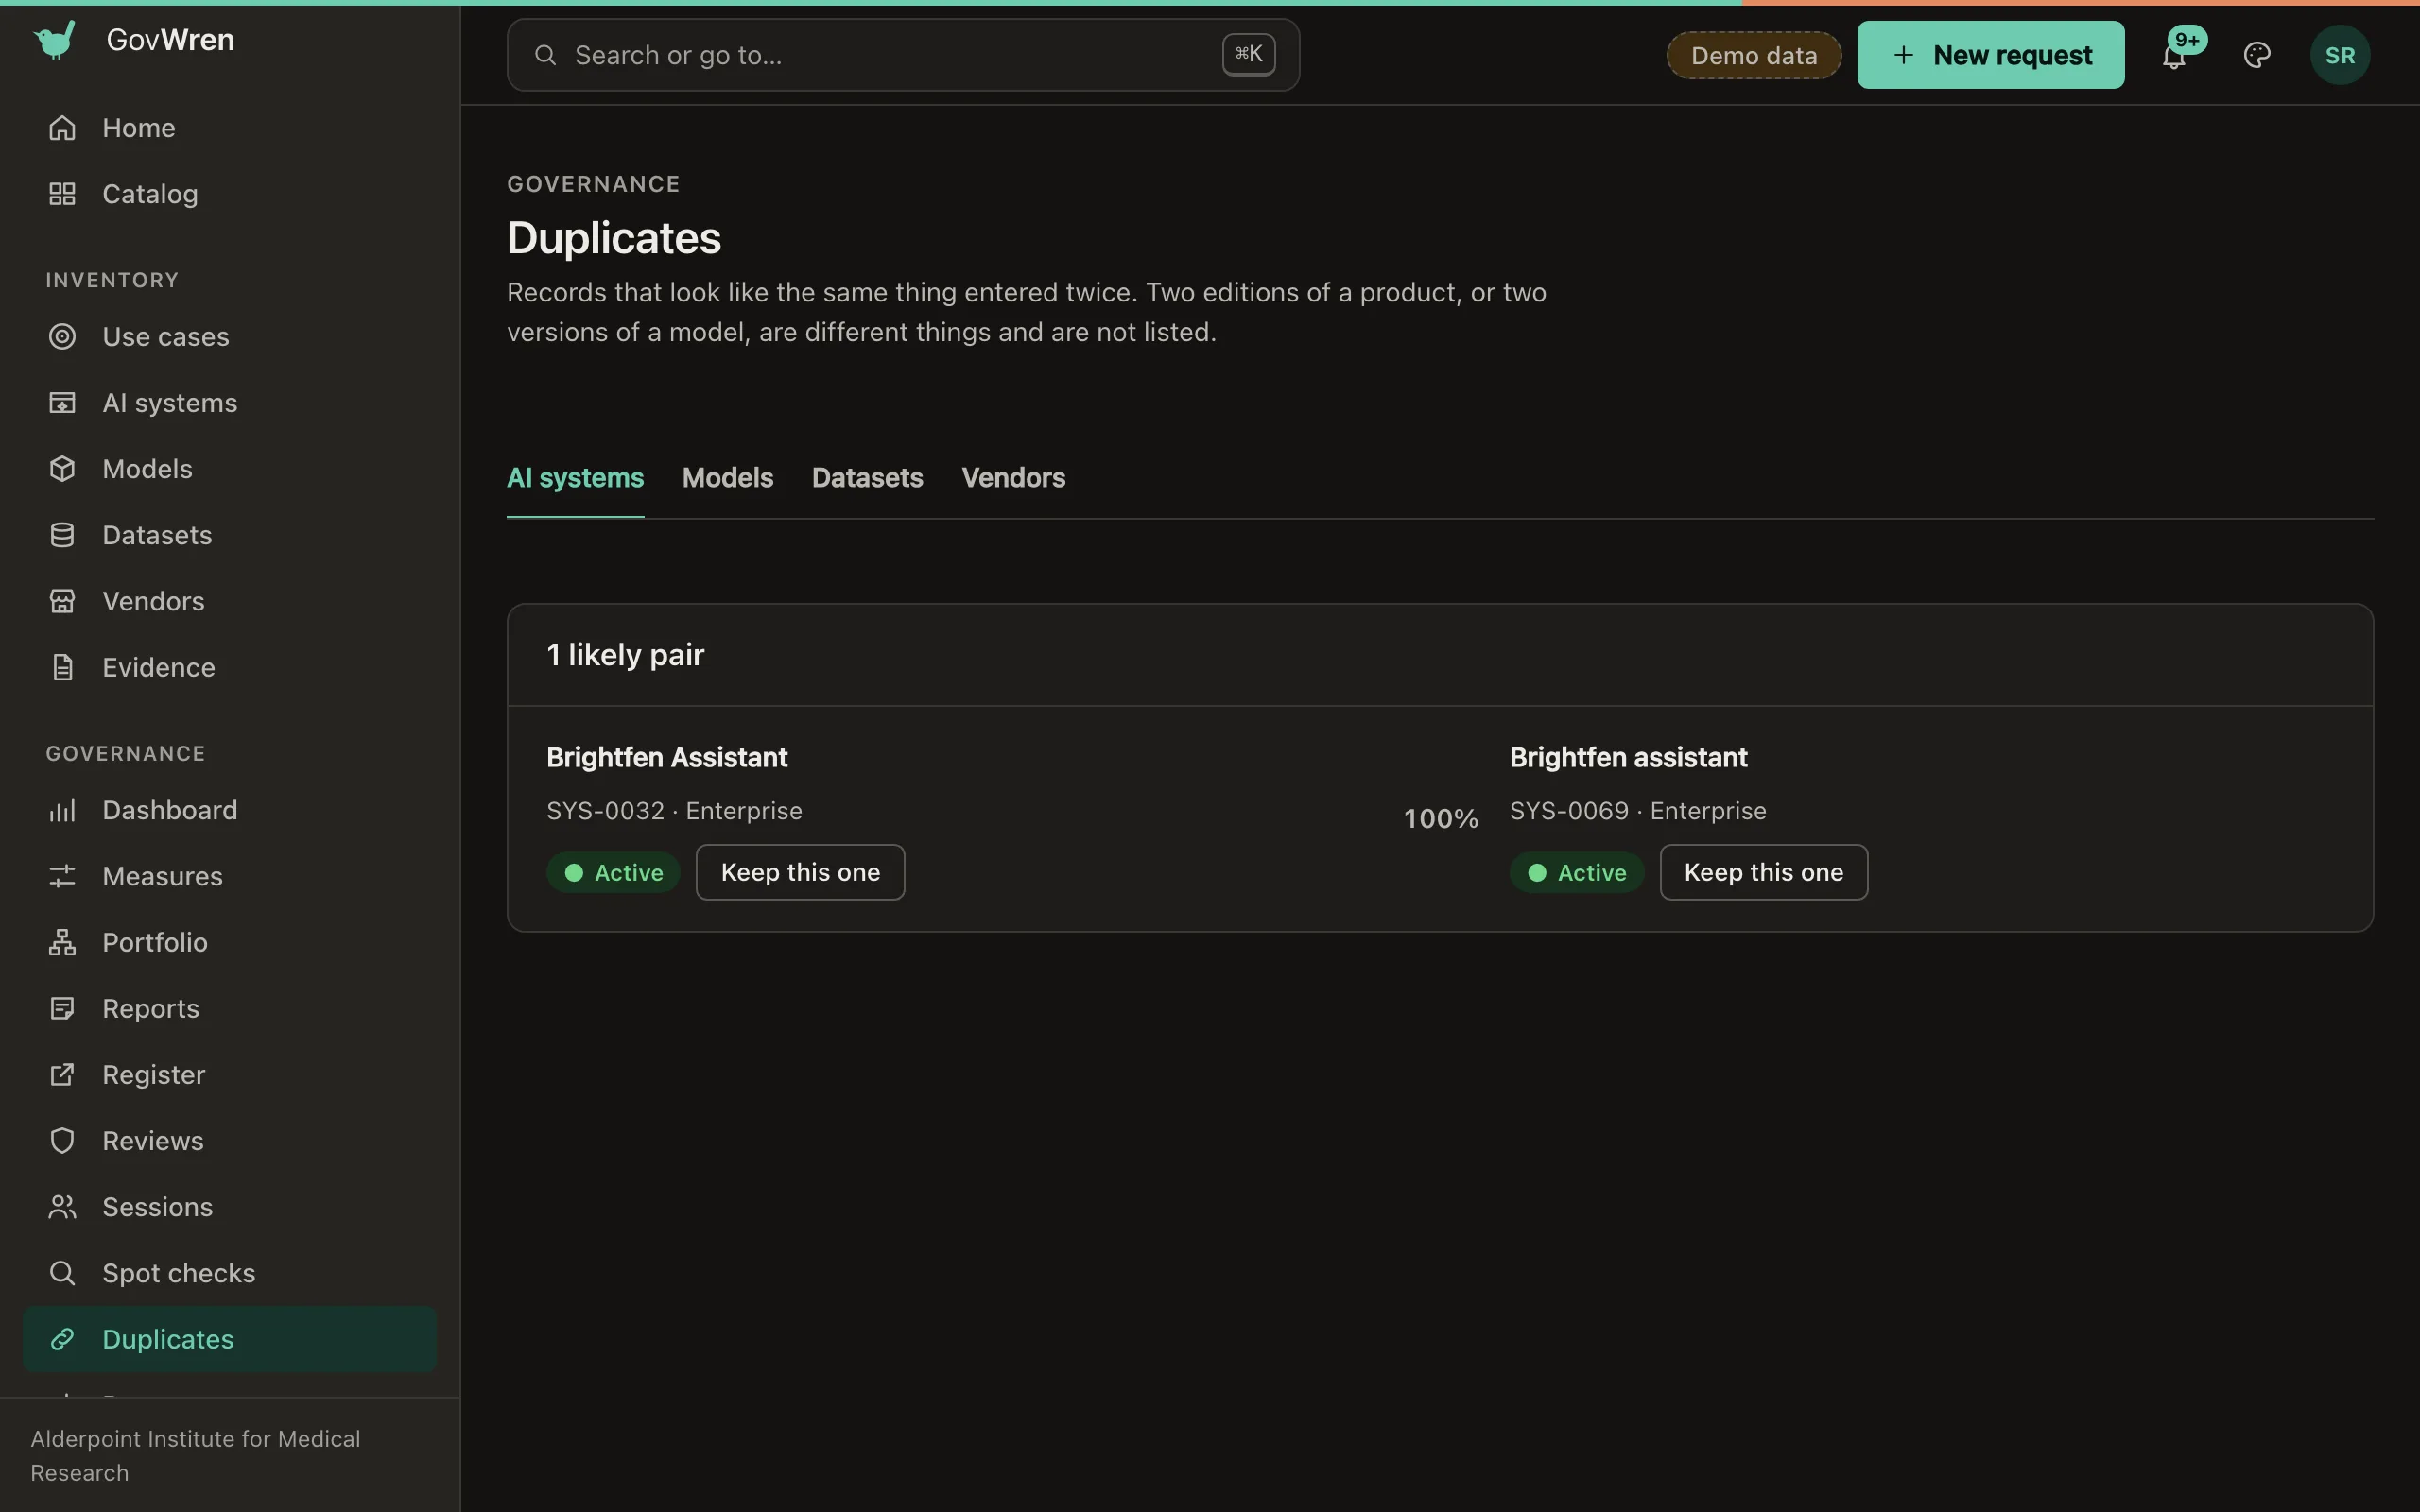 GovWren
Search or go to...
⌘K
Demo data
+ New request
9+
SR
Home
Catalog
INVENTORY
Use cases
AI systems
Models
Datasets
Vendors
Evidence
GOVERNANCE
Dashboard
Measures
Portfolio
Reports
Register
Reviews
Sessions
Spot checks
Duplicates
Alderpoint Institute for Medical
Research
GOVERNANCE
Duplicates
Records that look like the same thing entered twice. Two editions of a product, or two
versions of a model, are different things and are not listed.
AI systems Models Datasets Vendors
1 likely pair
Brightfen Assistant
SYS-0032 · Enterprise
Active Keep this one
100%
Brightfen assistant
SYS-0069 · Enterprise
Active Keep this one